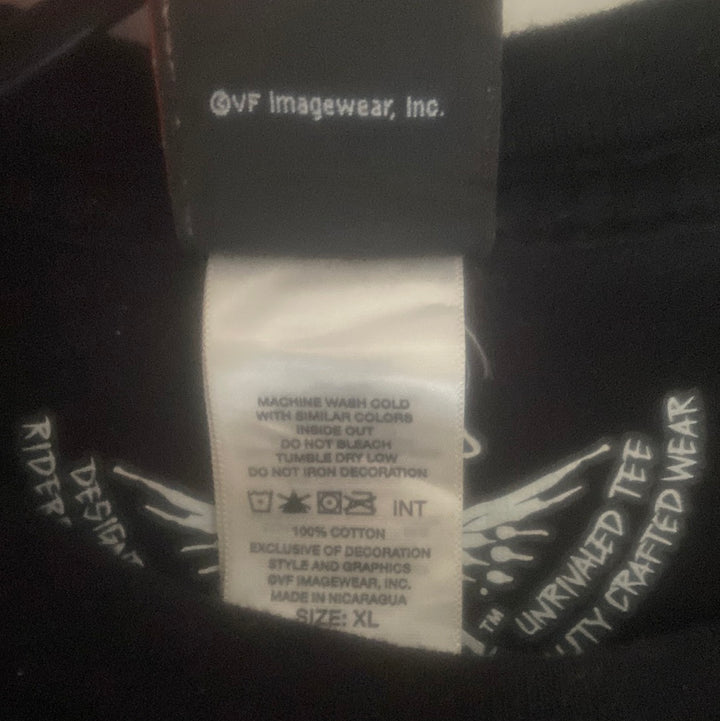 ©VF Imagewear, Inc.
MACHINE WASH COLD
WITH SIMILAR COLORS
INSIDE OUT
DO NOT BLEACH
TUMBLE DRY LOW
DO NOT IRON DECORATION
INT
100% COTTON
EXCLUSIVE OF DECORATION
STYLE AND GRAPHICS
©VF IMAGEWEAR, INC.
MADE IN NICARAGUA
SIZE: XL
RIDER
DESIGN
™
UNRIVALED TEE
UTY CRAFTED WEAR